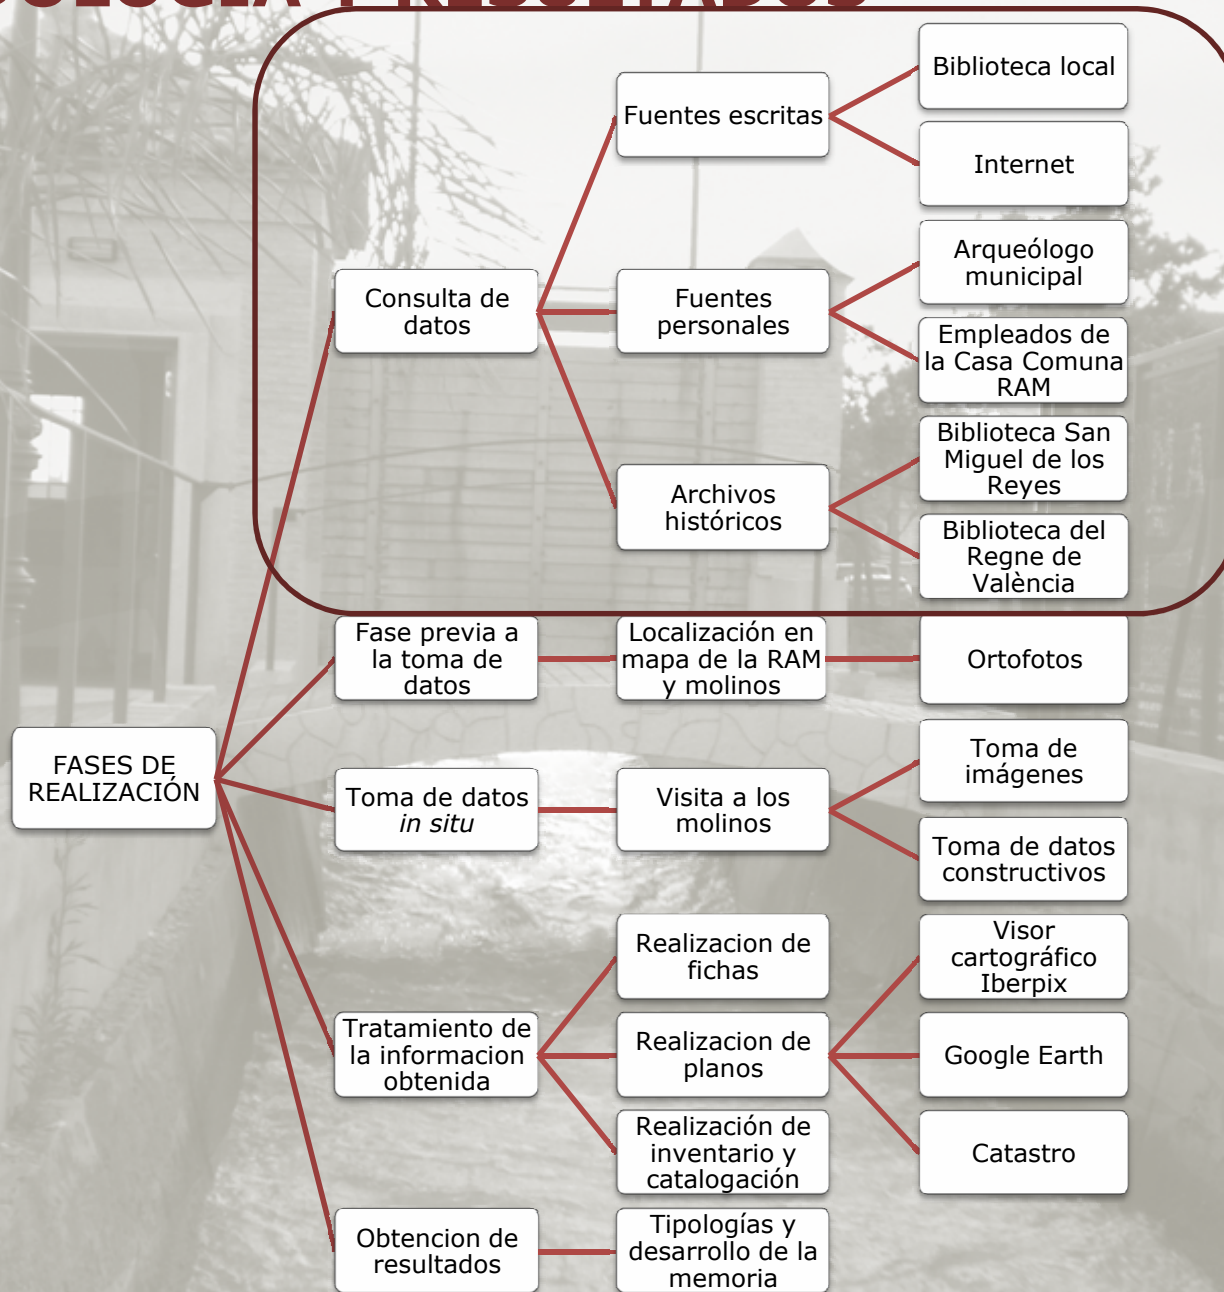 Y RESULTADOS
Biblioteca local
Fuentes escritas
Internet
Arqueólogo
municipal
Consulta de
datos
Fuentes
personales
Empleados de
la Casa Comuna
RAM
Biblioteca San
Miguel de los
Reyes
Archivos
históricos
Biblioteca del
Regne de
València
Fase previa a
la toma de
datos
Localización en
mapa de la RAM
y molinos
Ortofotos
FASES DE
REALIZACIÓN
Toma de
imágenes
Toma de datos
in situ
Visita a los
molinos
Toma de datos
constructivos
Realizacion de
fichas
Visor
cartográfico
Iberpix
Tratamiento de
la informacion
obtenida
Realizacion de
planos
Google Earth
Realización de
inventario y
catalogación
Catastro
Obtencion de
resultados
Tipologías y
desarrollo de la
memoria